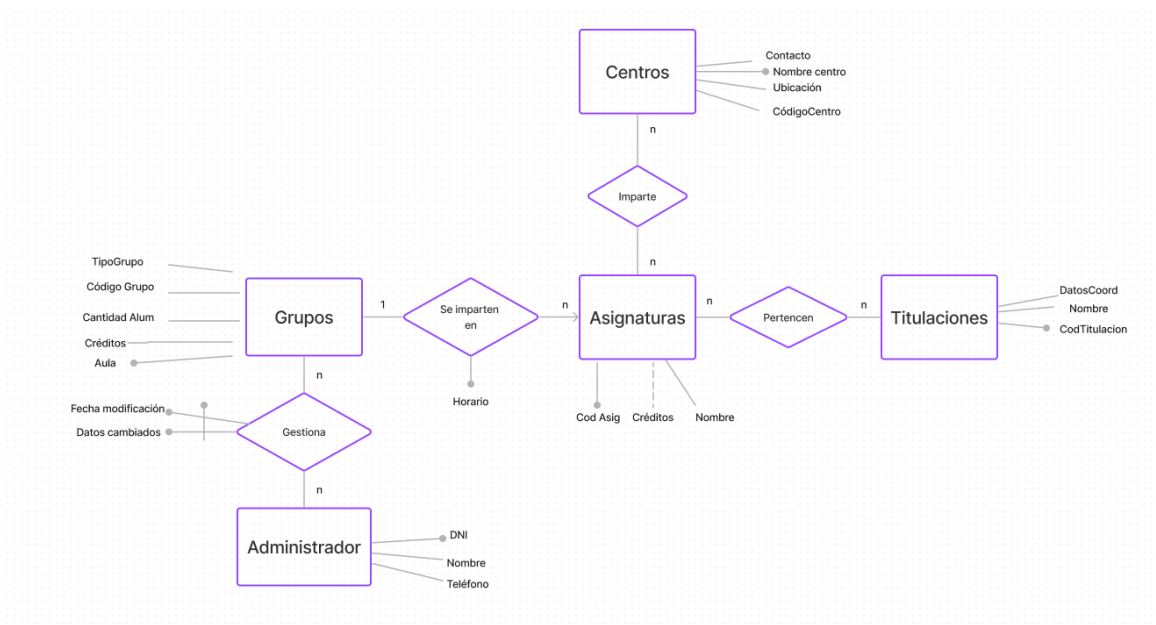 Contacto
Centros
Nombre centro
Ubicación
CódigoCentro
n
Imparte
n
TipoGrupo
Código Grupo
Cantidad Alum
Créditos
Aula
Grupos
1
Se imparten
en
n
Horario
Asignaturas
n
Pertencen
n
Titulaciones
DatosCoord
Nombre
CodTitulacion
Cod Asig
Créditos
Nombre
n
Fecha modificación
Datos cambiados
Gestiona
n
Administrador
DNI
Nombre
Teléfono